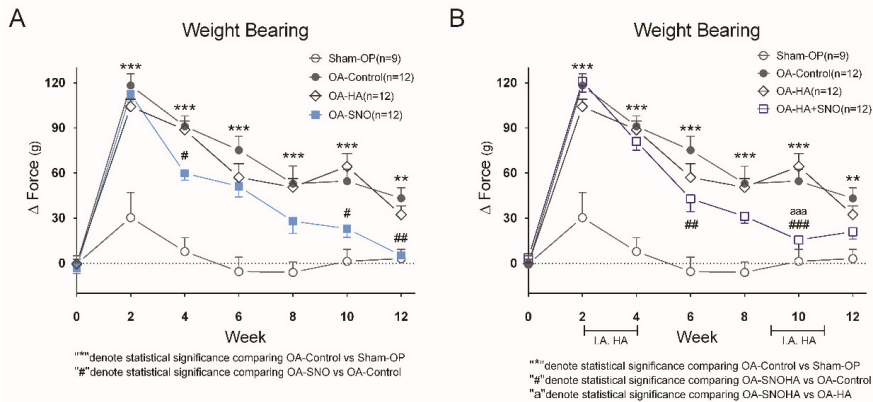 A
Weight Bearing
Sham-OP(n=9)
OA-Control(n=12)
OA-HA(n=12)
OA-SNO(n=12)
Δ Force (g)
120
90
60
30
0
***
***
***
***
***
**
#
#
##
0 2 4 6 8 10 12
Week
"*"denote statistical significance comparing OA-Control vs Sham-OP
"#"denote statistical significance comparing OA-SNO vs OA-Control
B
Weight Bearing
Sham-OP(n=9)
OA-Control(n=12)
OA-HA(n=12)
OA-HA+SNO(n=12)
Δ Force (g)
120
90
60
30
0
***
***
***
***
***
**
##
aaa
###
0 2 4 6 8 10 12
I.A. HA Week I.A. HA
"*"denote statistical significance comparing OA-Control vs Sham-OP
"#"denote statistical significance comparing OA-SNOHA vs OA-Control
"a"denote statistical significance comparing OA-SNOHA vs OA-HA